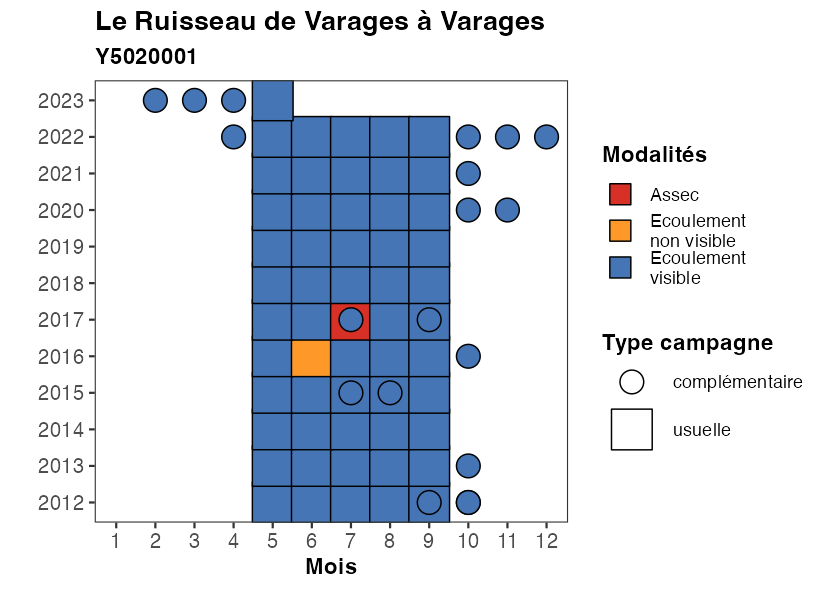 Le Ruisseau de Varages à Varages
Y5020001
2023
2022
2021
2020
2019
2018
2017
2016
2015
2014
2013
2012
1 2 3 4 5 6 7 8 9 10 11 12
Mois
Modalités
Assec
Ecoulement
non visible
Ecoulement
visible
Type campagne
complémentaire
usuelle